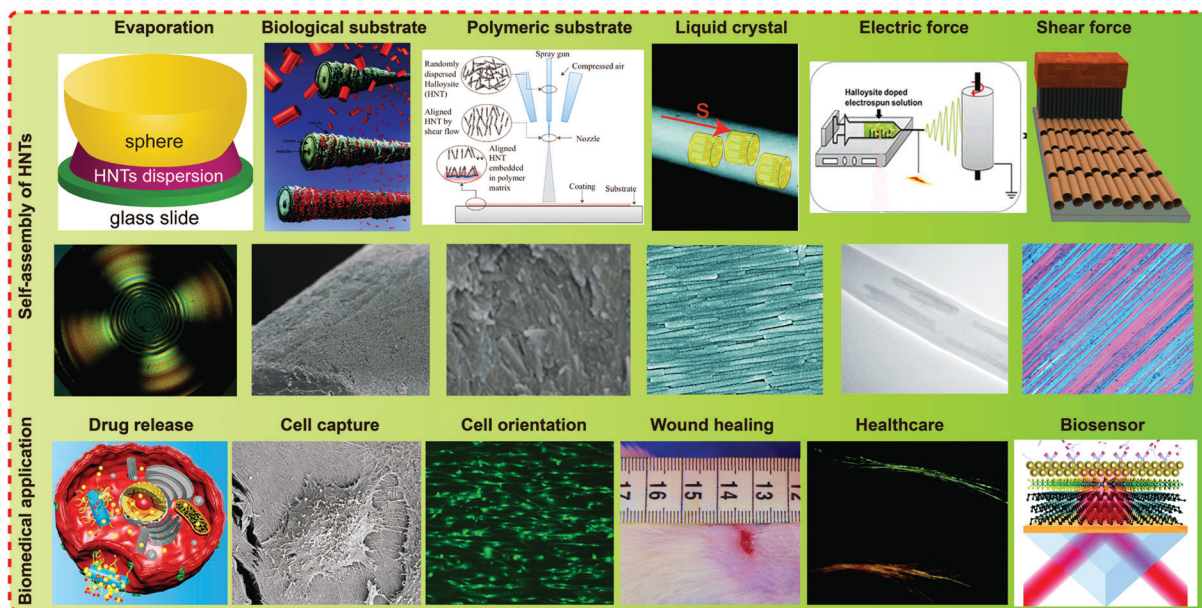 Evaporation
Biological substrate
Polymeric substrate
Liquid crystal
Electric force
Shear force
Self-assembly of HNTs
sphere
HNTs dispersion
glass slide
Spray gun
Randomly
dispersed
Halloysite
(HNT)
Compressed air
Aligned
HNT by
shear flow
Nozzle
Aligned
HNT
embedded
in polymer
matrix
Coating
Substrate
S
Halloysite doped
electrospun solution
Biomedical application
Drug release
Cell capture
Cell orientation
Wound healing
Healthcare
Biosensor
17 16 15 14 13 12